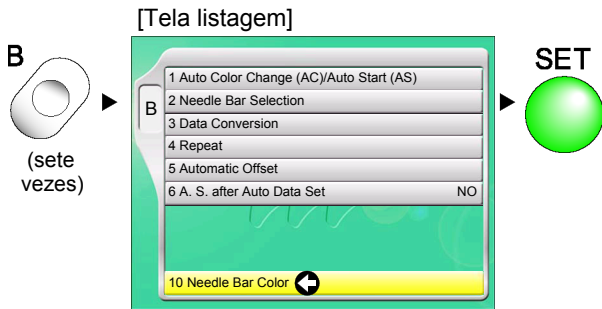 [Tela listagem]
B
(sete
vezes)
B
1 Auto Color Change (AC)/Auto Start (AS)
2 Needle Bar Selection
3 Data Conversion
4 Repeat
5 Automatic Offset
6 A. S. after Auto Data Set NO
10 Needle Bar Color
SET